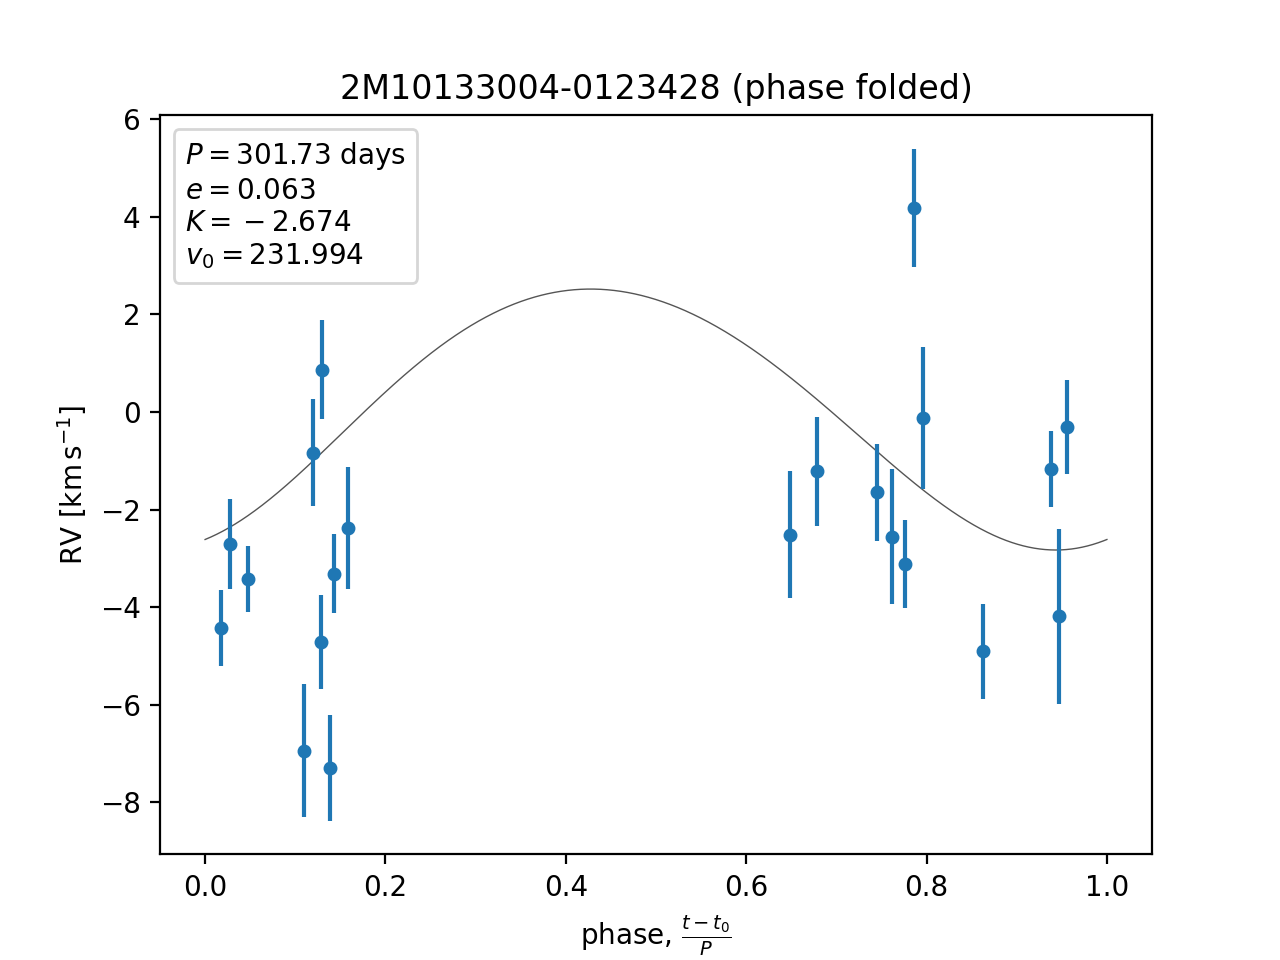 2M10133004-0123428 (phase folded)
P = 301.73 days
e = 0.063
K = −2.674
v₀ = 231.994
6
4
2
0
−2
−4
−6
−8
RV [km s⁻¹]
0.0 0.2 0.4 0.6 0.8 1.0
phase, (t − t₀)/P